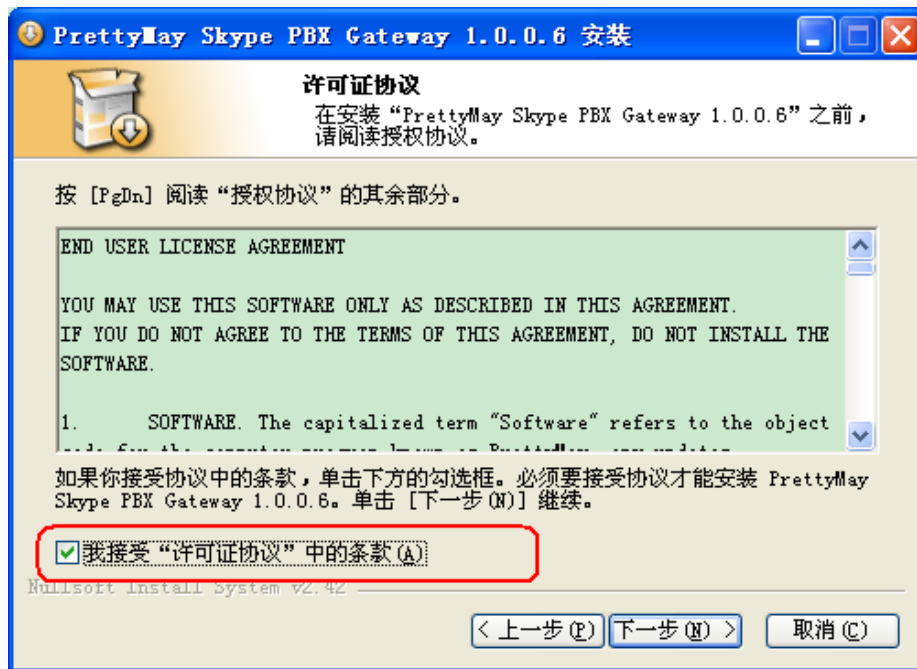 PrettyMay Skype PBX Gateway 1.0.0.6 安装
许可证协议
在安装“PrettyMay Skype PBX Gateway 1.0.0.6”之前，
请阅读授权协议。
按 [PgDn] 阅读“授权协议”的其余部分。
END USER LICENSE AGREEMENT
YOU MAY USE THIS SOFTWARE ONLY AS DESCRIBED IN THIS AGREEMENT.
IF YOU DO NOT AGREE TO THE TERMS OF THIS AGREEMENT, DO NOT INSTALL THE
SOFTWARE.
1. SOFTWARE. The capitalized term "Software" refers to the object
如果你接受协议中的条款，单击下方的勾选框。必须要接受协议才能安装 PrettyMay
Skype PBX Gateway 1.0.0.6。单击 [下一步(N)] 继续。
我接受“许可证协议”中的条款(A)
Nullsoft Install System v2.42
< 上一步(P)
下一步(N) >
取消(C)